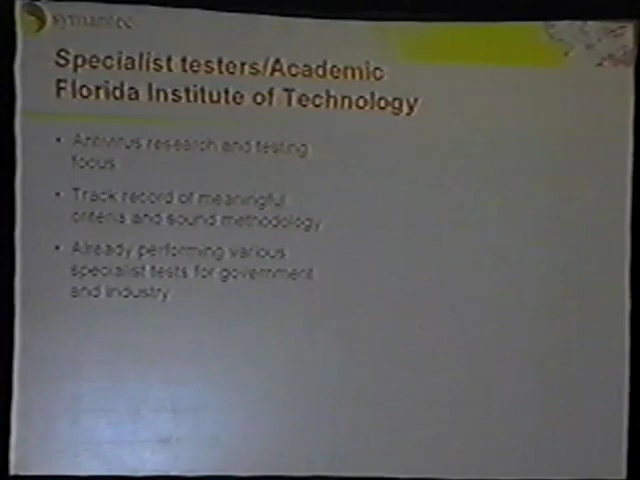 symantec
Specialist testers/Academic
Florida Institute of Technology
• Antivirus research and testing
focus
• Track record of meaningful
criteria and sound methodology
• Already performing various
specialist tests for government
and industry